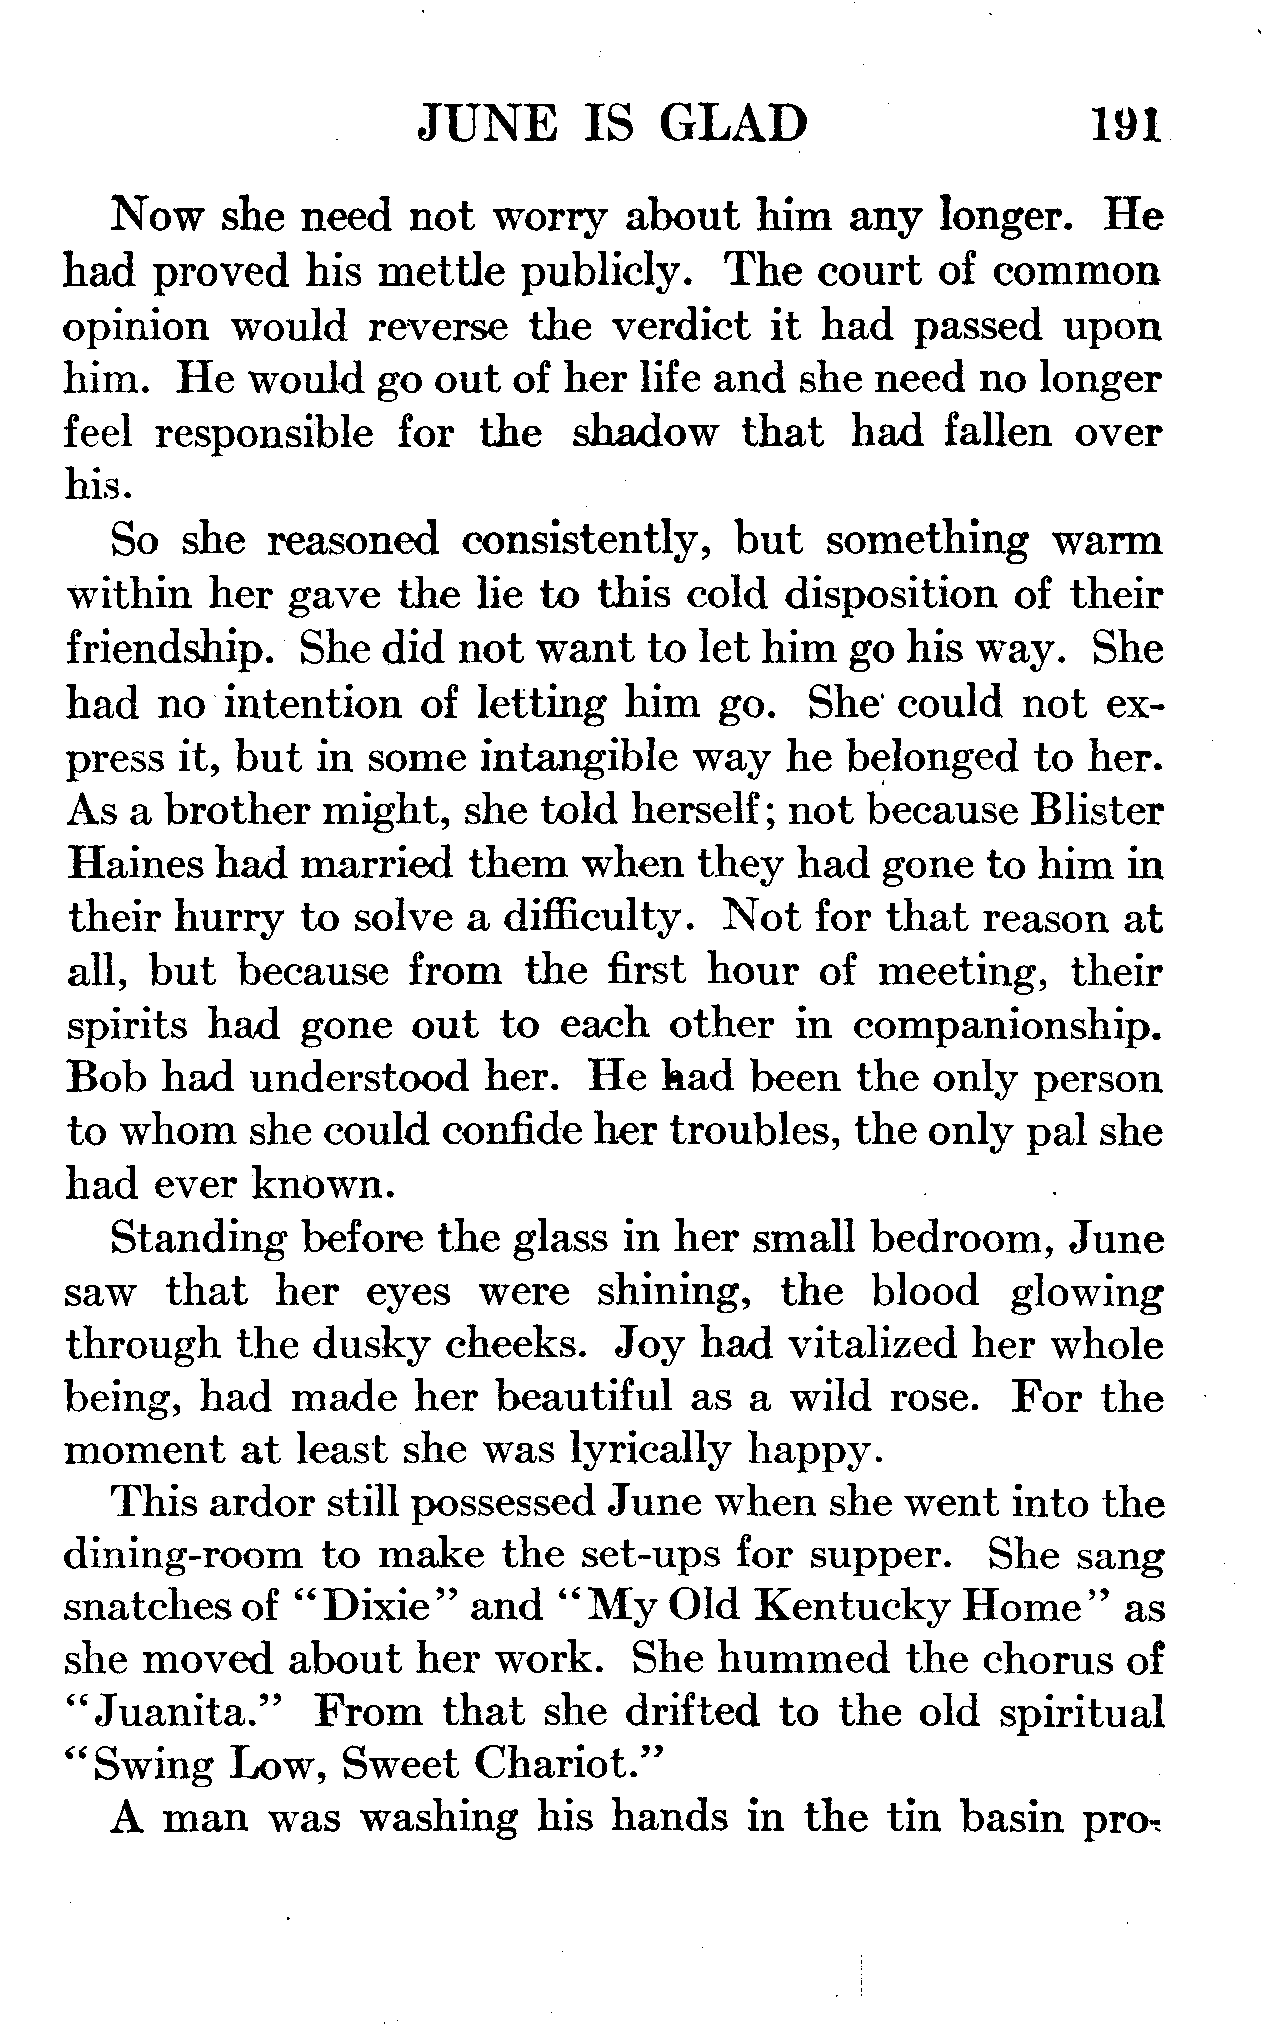 JUNE IS GLAD 191
Now she need not worry about him any longer. He
had proved his mettle publicly. The court of common
opinion would reverse the verdict it had passed upon
him. He would go out of her life and she need no longer
feel responsible for the shadow that had fallen over
his.
So she reasoned consistently, but something warm
within her gave the lie to this cold disposition of their
friendship. She did not want to let him go his way. She
had no intention of letting him go. She could not ex-
press it, but in some intangible way he belonged to her.
As a brother might, she told herself; not because Blister
Haines had married them when they had gone to him in
their hurry to solve a difficulty. Not for that reason at
all, but because from the first hour of meeting, their
spirits had gone out to each other in companionship.
Bob had understood her. He had been the only person
to whom she could confide her troubles, the only pal she
had ever known.
Standing before the glass in her small bedroom, June
saw that her eyes were shining, the blood glowing
through the dusky cheeks. Joy had vitalized her whole
being, had made her beautiful as a wild rose. For the
moment at least she was lyrically happy.
This ardor still possessed June when she went into the
dining-room to make the set-ups for supper. She sang
snatches of “Dixie” and “My Old Kentucky Home” as
she moved about her work. She hummed the chorus of
“Juanita.” From that she drifted to the old spiritual
“Swing Low, Sweet Chariot.”
A man was washing his hands in the tin basin pro-